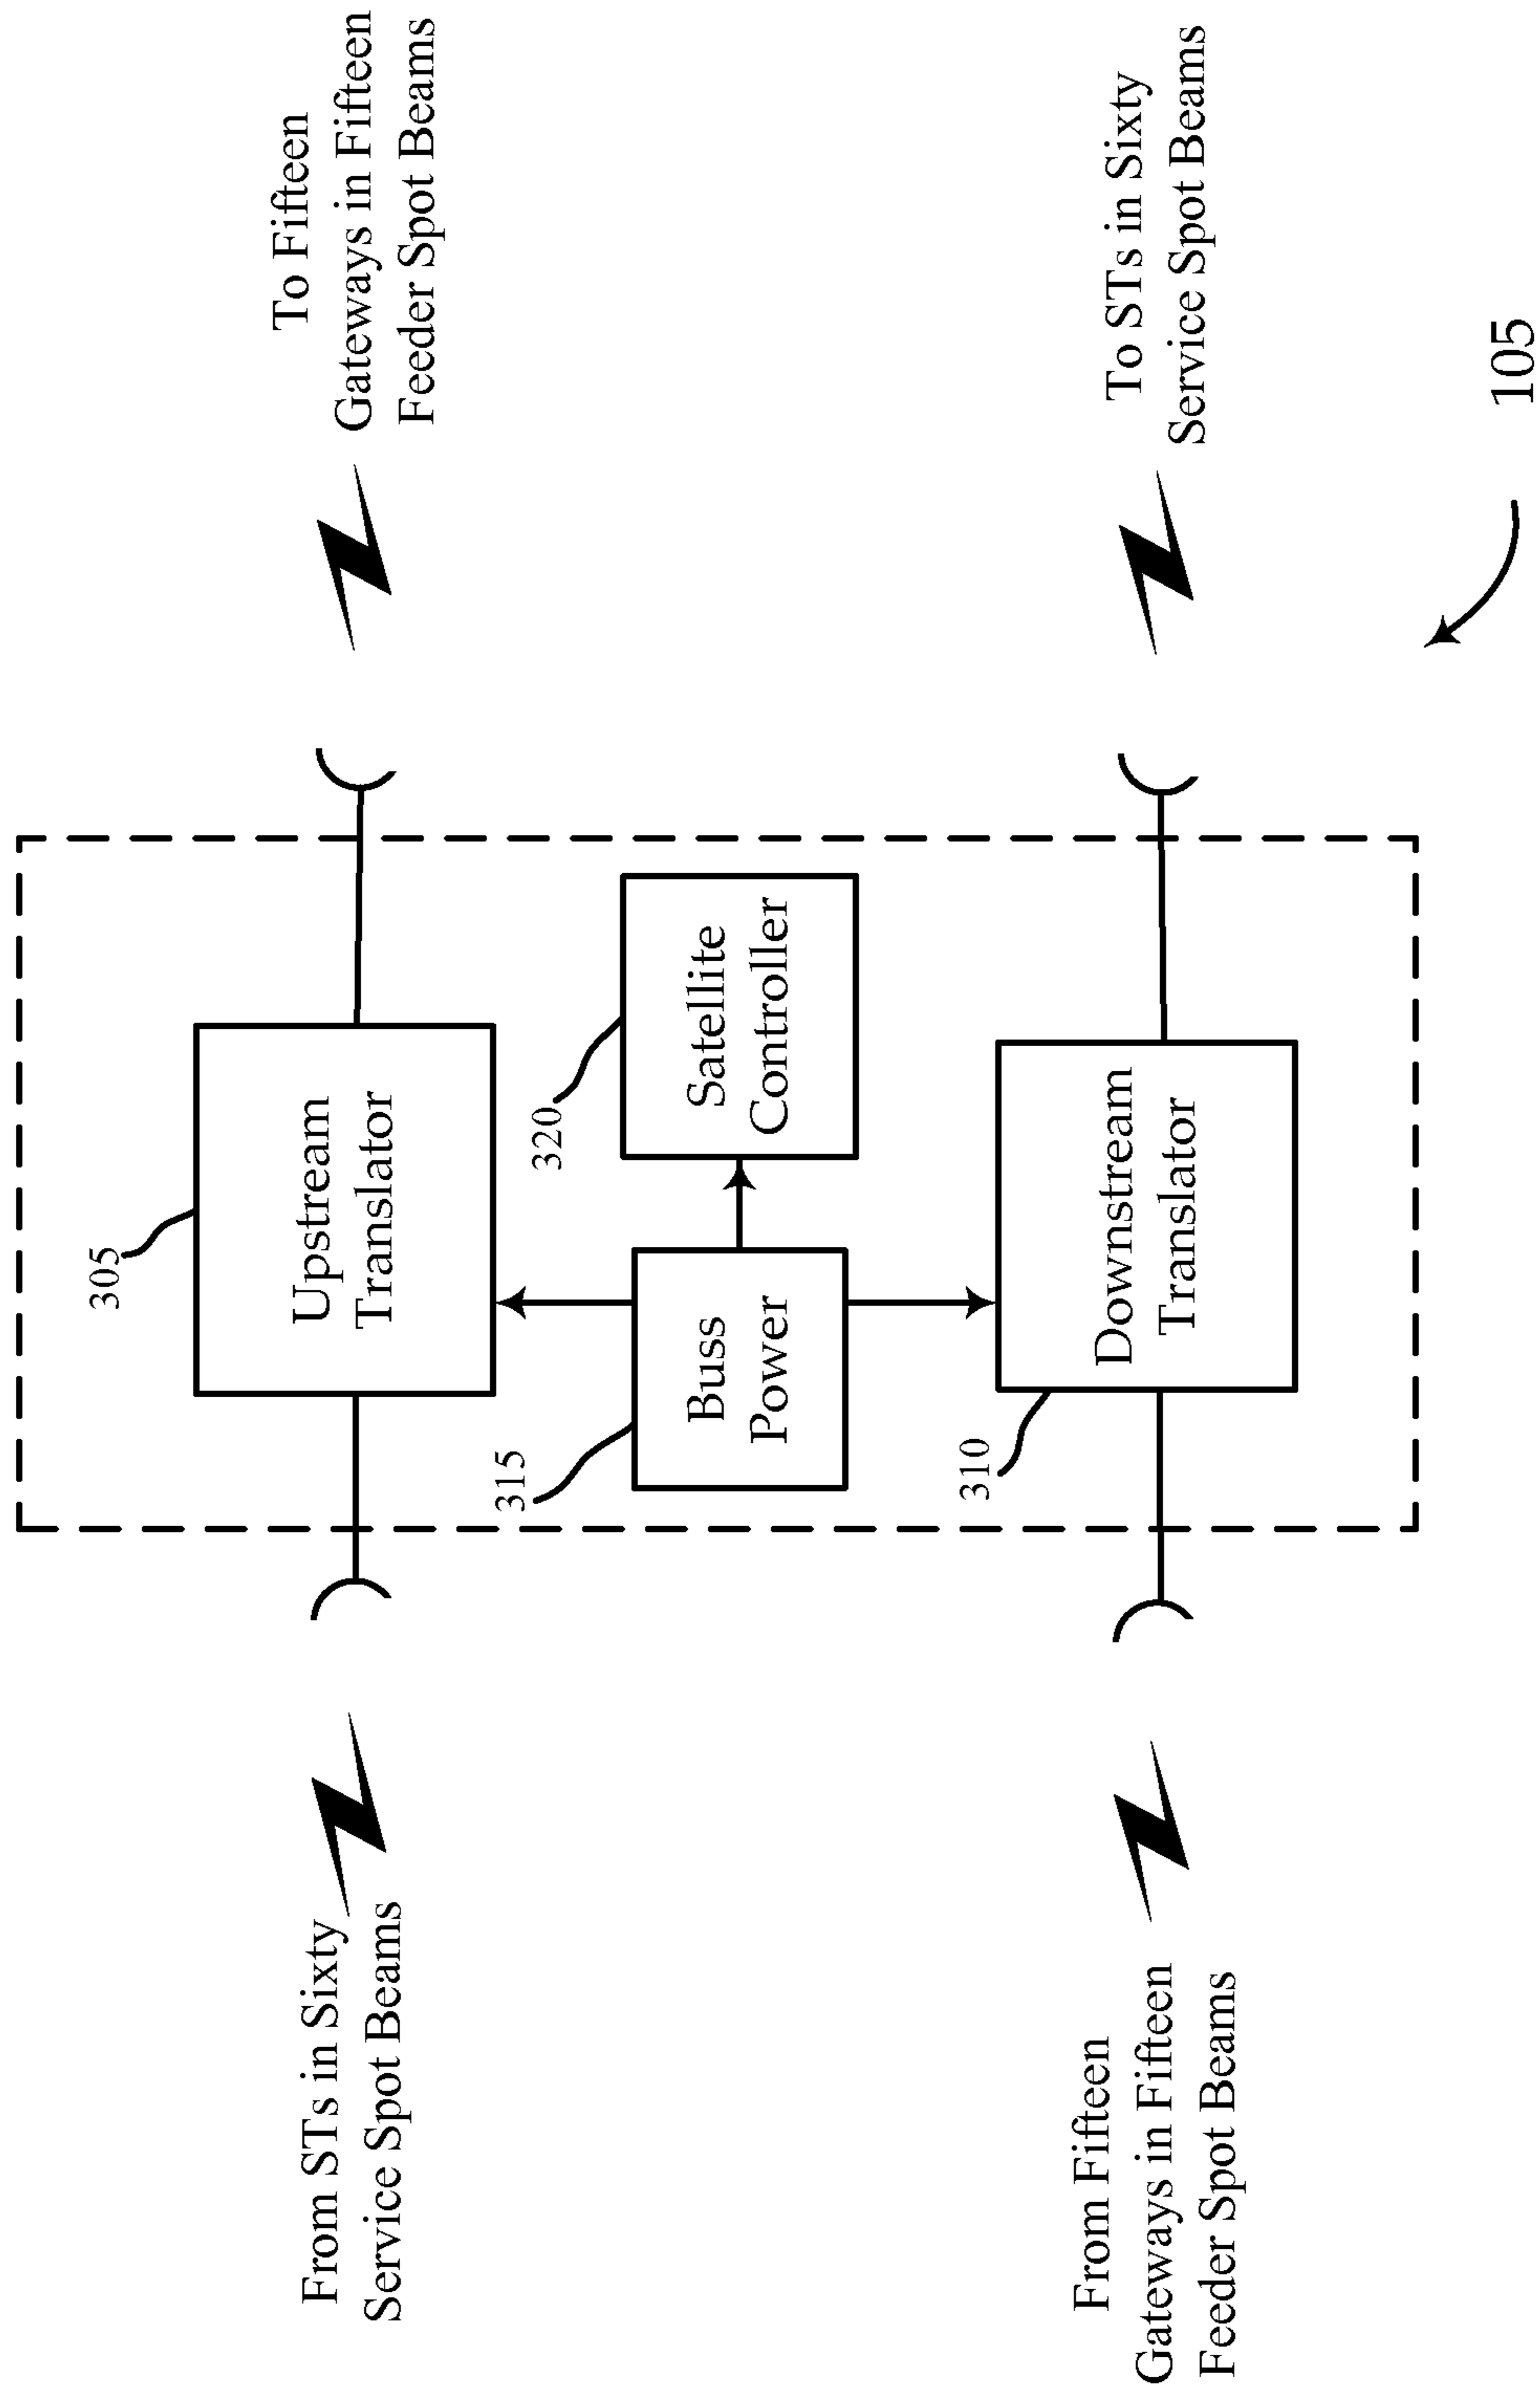 305
From STs in Sixty
Service Spot Beams
Upstream
Translator
To Fifteen
Gateways in Fifteen
Feeder Spot Beams
315
Buss
Power
320
Satellite
Controller
310
From Fifteen
Gateways in Fifteen
Feeder Spot Beams
Downstream
Translator
To STs in Sixty
Service Spot Beams
105